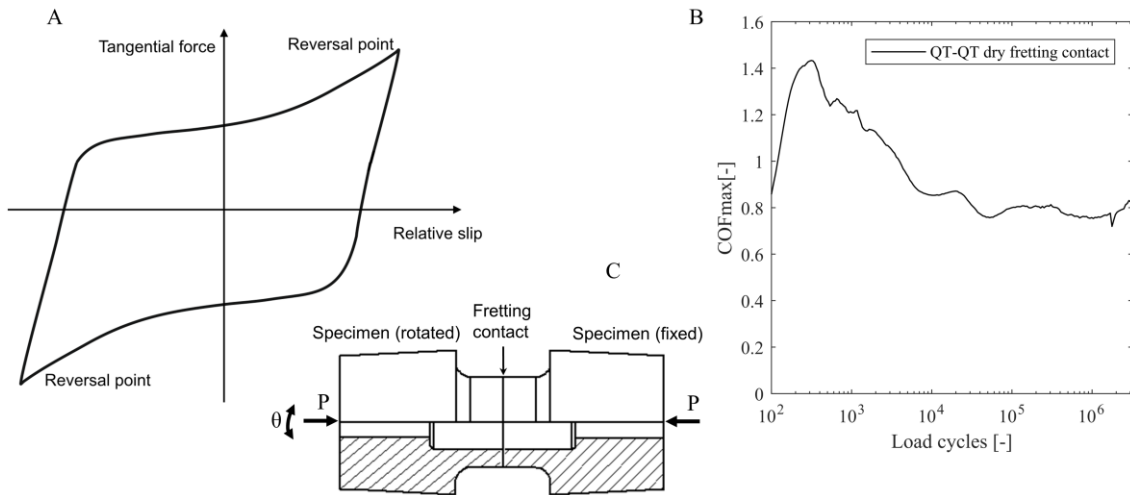 A
Tangential force
Reversal point
Relative slip
Reversal point
B
QT-QT dry fretting contact
COFmax[-]
1.6
1.4
1.2
1
0.8
0.6
0.4
0.2
0
10²
10³
10⁴
10⁵
10⁶
Load cycles [-]
C
Fretting
contact
Specimen (rotated)
Specimen (fixed)
P
θ
P